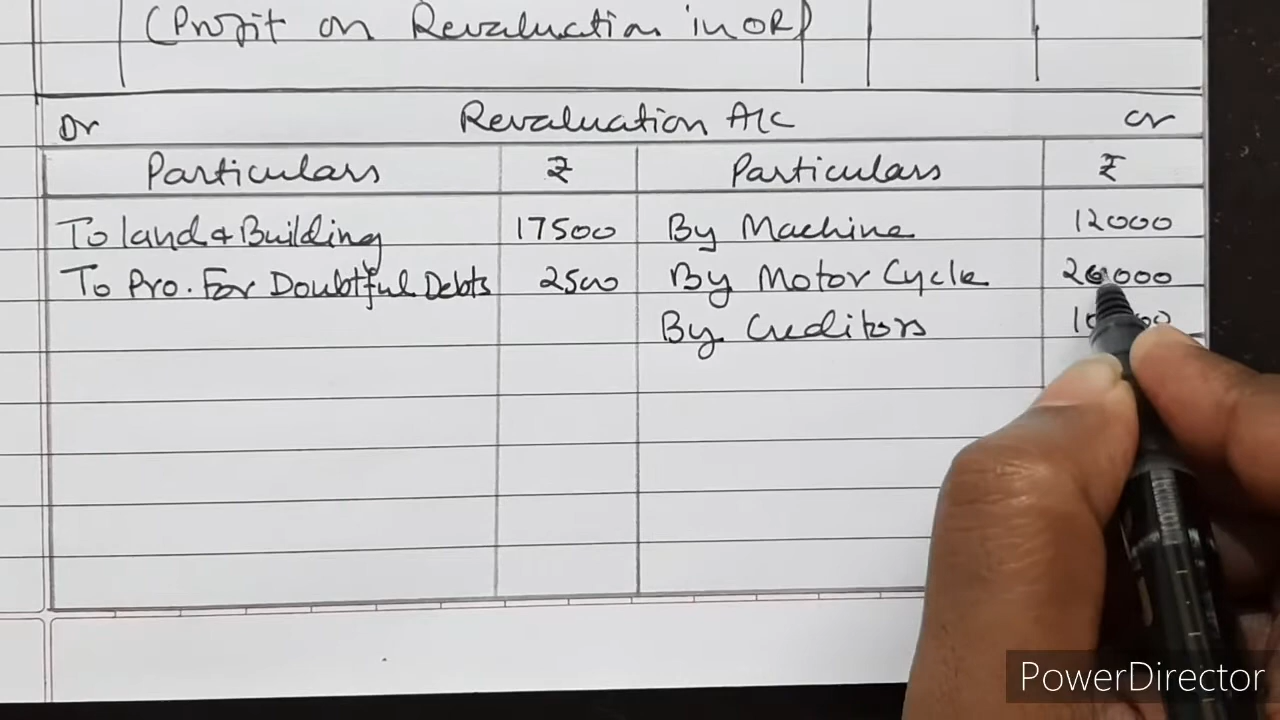 (Profit on Revaluation in OR)
Dr Revaluation A/c Cr
Particulars ₹ Particulars ₹
To land & Building 17500 By Machine 12000
To Pro. For Doubtful Debts 2500 By Motor Cycle
By Creditors
PowerDirector